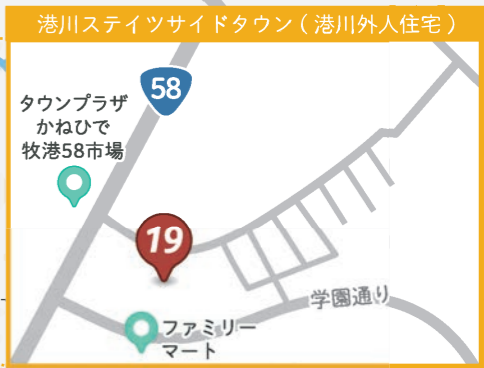 港川ステイツサイドタウン ( 港川外人住宅 )
58
タウンプラザ
かねひで
牧港58市場
19
学園通り
ファミリー
マート